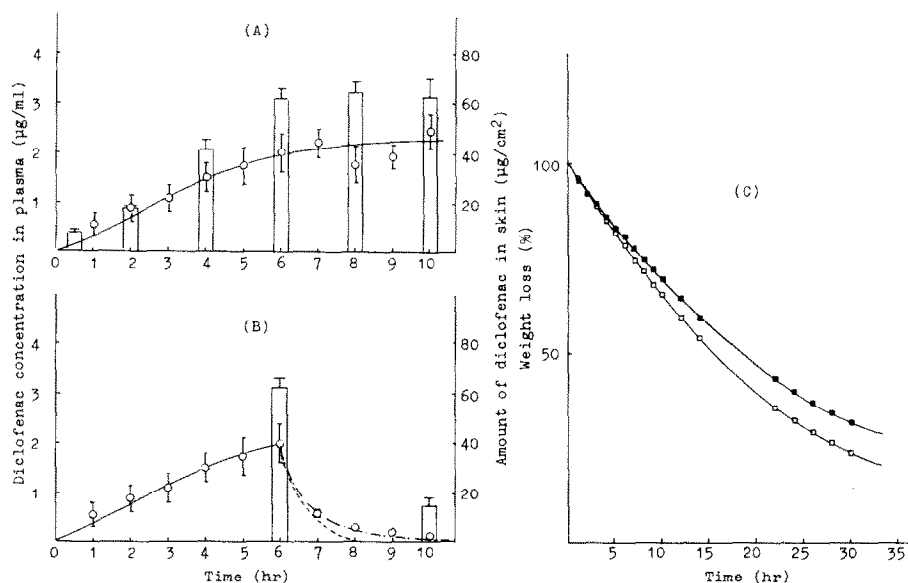 (A)
4
3
2
1
80
60
40
20
0 1 2 3 4 5 6 7 8 9 10
(B)
4
3
2
1
80
60
40
20
0 1 2 3 4 5 6 7 8 9 10
Time (hr)
Diclofenac concentration in plasma (µg/ml)
Amount of diclofenac in skin (µg/cm²)
(C)
100
50
5 10 15 20 25 30 35
Time (hr)
Weight loss (%)